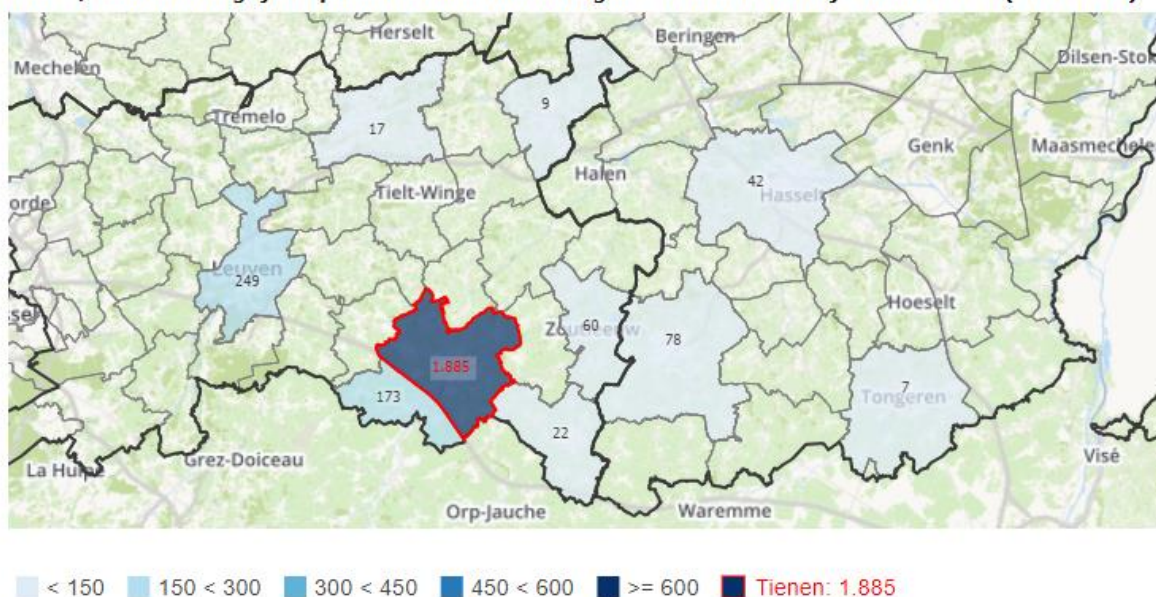 Herselt
Beringen
Mechelen
Dilsen-Stok
9
Tremelo
17
Genk
Maasmechele
Halen
42
Hasselt
Tielt-Winge
orde
Leuven
249
Hoeselt
60
78
1.885
7
173
Tongeren
22
La Hulpe
Grez-Doiceau
Visé
Orp-Jauche
Waremme
< 150 150 < 300 300 < 450 450 < 600 >= 600 Tienen: 1.885